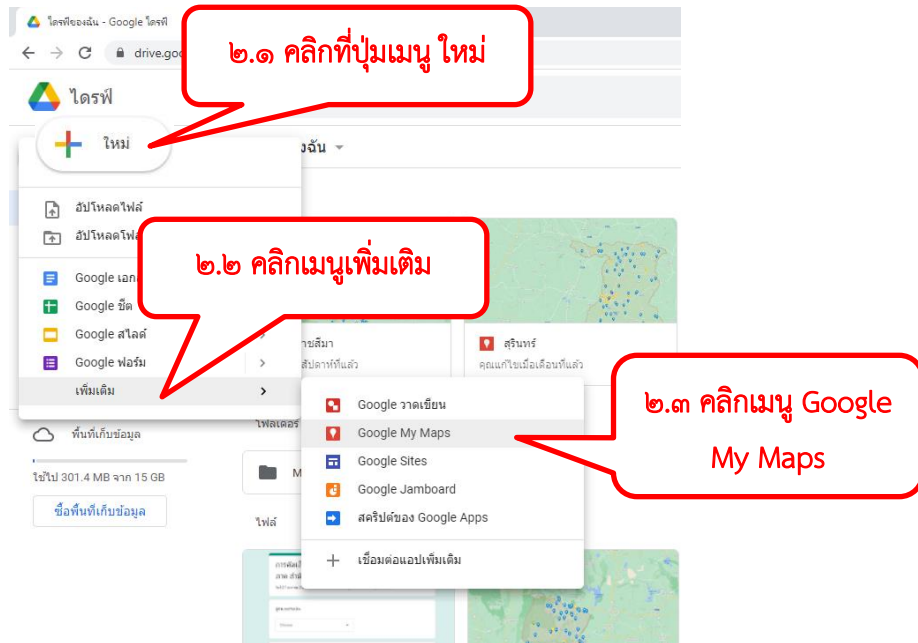 ไดรฟ์ของฉัน - Google ไดรฟ์
drive.goo
๒.๑ คลิกที่ปุ่มเมนู ใหม่
ไดรฟ์
ใหม่
งฉัน
อัปโหลดไฟล์
อัปโหลดโฟล
๒.๒ คลิกเมนูเพิ่มเติม
Google เอก
Google ชีต
Google สไลด์
Google ฟอร์ม
เพิ่มเติม
าชสีมา
สัปดาห์ที่แล้ว
สุรินทร์
คุณแก้ไขเมื่อเดือนที่แล้ว
๒.๓ คลิกเมนู Google
My Maps
Google วาดเขียน
Google My Maps
Google Sites
Google Jamboard
สคริปต์ของ Google Apps
เชื่อมต่อแอปเพิ่มเติม
โฟลเดอร์
M
พื้นที่เก็บข้อมูล
ใช้ไป 301.4 MB จาก 15 GB
ซื้อพื้นที่เก็บข้อมูล
ไฟล์